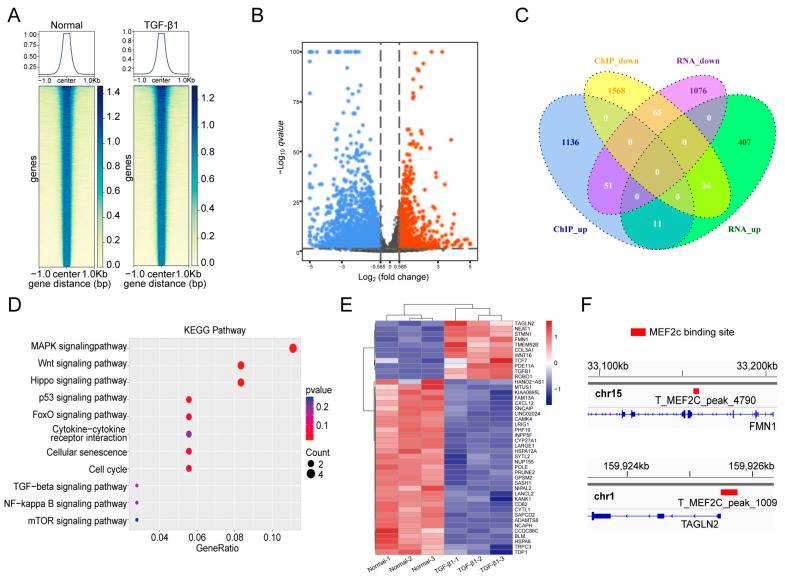 A
Normal
TGF-β1
1.00
0.75
0.50
0.25
1.0
0.8
0.6
0.4
0.2
−1.0 center 1.0Kb
−1.0 center 1.0Kb
genes
1.4
1.2
1.0
0.8
0.6
0.4
0.2
0.0
1.4
1.2
1.0
0.8
0.6
0.4
0.2
0.0
−1.0 center 1.0Kb
gene distance (bp)
−1.0 center 1.0Kb
gene distance (bp)
B
100
75
50
25
0
−Log10 qvalue
−5
−3
−0.585
0
0.585
3
5
Log2 (fold change)
C
ChIP_down
RNA_down
1568
65
1076
0
0
1136
0
0
407
0
51
24
0
0
11
ChIP_up
RNA_up
D
KEGG Pathway
MAPK signalingpathway
Wnt signaling pathway
Hippo signaling pathway
p53 signaling pathway
FoxO signaling pathway
Cytokine−cytokine
receptor interaction
Cellular senescence
Cell cycle
TGF−beta signaling pathway
NF−kappa B signaling pathway
mTOR signaling pathway
0.04
0.06
0.08
0.10
GeneRatio
pvalue
0.2
0.1
Count
2
4
E
TAGLN2
NEAT1
STMN1
FMN1
TMEM52B
COL3A1
WNT16
TCF7
PDE11A
TGFB1
ROBO1
HAND2−AS1
MTUS1
KIAA0895L
FAM13A
CXCL12
SNCAIP
LINC02024
CAMK4
LRIG1
PHF19
INPP5F
CYP27A1
LARGE1
HSPA12A
SYTL2
NUP155
POLE
PRUNE2
GPSM2
SASH1
NIPAL2
LANCL2
KANK1
CD82
CYTL1
SAPCD2
ADAMTS8
NCAPH
CCDC88C
BLM
HSPA8
TRPC3
TDP1
Normal-1
Normal-2
Normal-3
TGF-β1-1
TGF-β1-2
TGF-β1-3
1
0
−1
F
MEF2c binding site
33,100kb
33,200kb
chr15
T_MEF2C_peak_4790
FMN1
159,924kb
159,926kb
chr1
T_MEF2C_peak_1009
TAGLN2